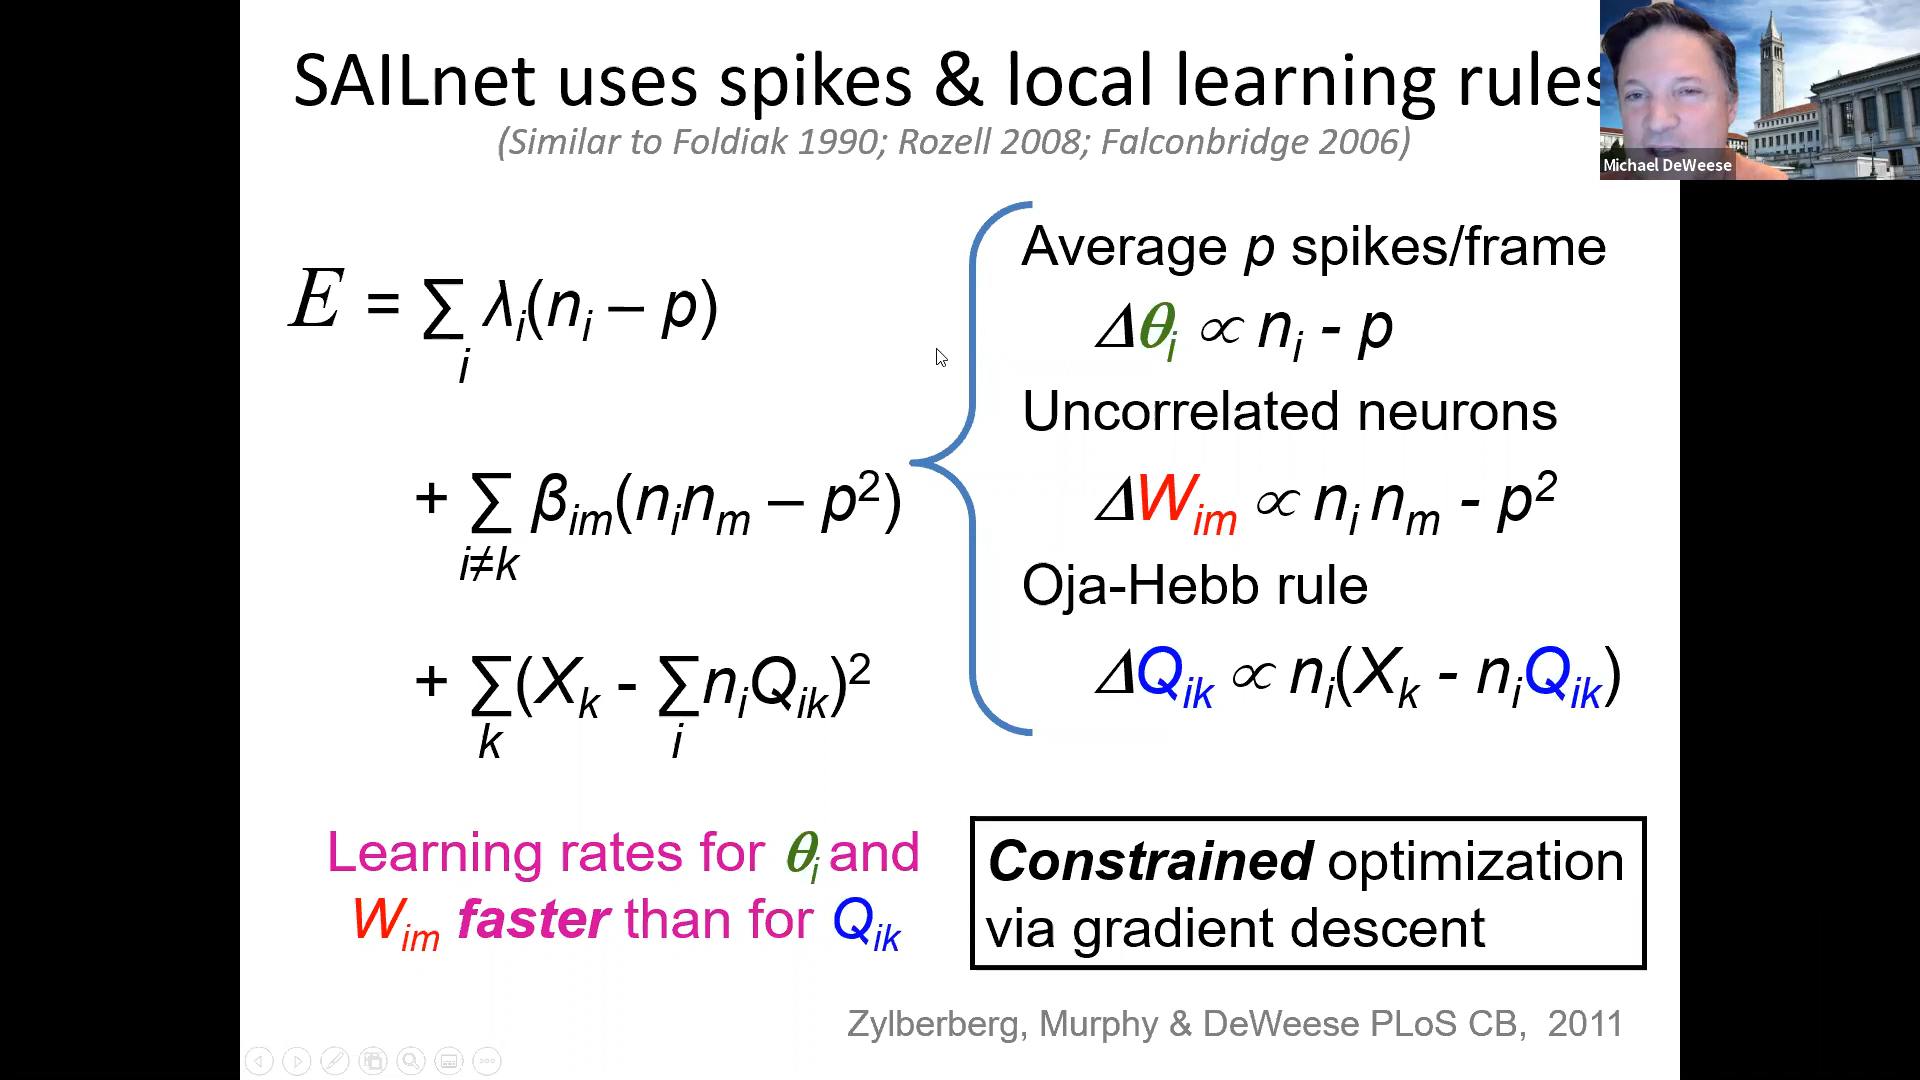 SAILnet uses spikes & local learning rules
(Similar to Foldiak 1990; Rozell 2008; Falconbridge 2006)
Michael DeWeese
E = ∑ λᵢ(nᵢ – p)
i
+ ∑ βᵢₘ(nᵢnₘ – p²)
i≠k
+ ∑(Xₖ - ∑nᵢQᵢₖ)²
k i
Average p spikes/frame
Δθᵢ ∝ nᵢ - p
Uncorrelated neurons
ΔWᵢₘ ∝ nᵢ nₘ - p²
Oja-Hebb rule
ΔQᵢₖ ∝ nᵢ(Xₖ - nᵢQᵢₖ)
Learning rates for θᵢ and
Wᵢₘ faster than for Qᵢₖ
Constrained optimization
via gradient descent
Zylberberg, Murphy & DeWeese PLoS CB, 2011